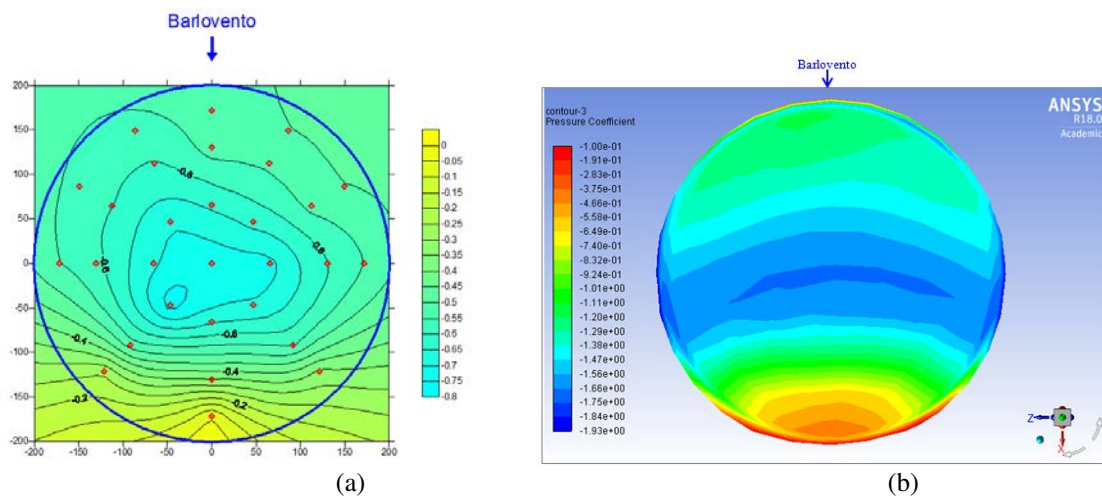 Barlovento
200
150
100
50
0
-50
-100
-150
-200
-200 -150 -100 -50 0 50 100 150 200
-0.6
-0.6
-0.6
-0.6
-0.4
-0.4
-0.2
-0.2
0
-0.05
-0.1
-0.15
-0.2
-0.25
-0.3
-0.35
-0.4
-0.45
-0.5
-0.55
-0.6
-0.65
-0.7
-0.75
-0.8
(a)
Barlovento
contour-3
Pressure Coefficient
-1.00e-01
-1.91e-01
-2.83e-01
-3.75e-01
-4.66e-01
-5.58e-01
-6.49e-01
-7.40e-01
-8.32e-01
-9.24e-01
-1.01e+00
-1.11e+00
-1.20e+00
-1.29e+00
-1.38e+00
-1.47e+00
-1.56e+00
-1.66e+00
-1.75e+00
-1.84e+00
-1.93e+00
ANSYS
R18.0
Academic
Z
X
(b)